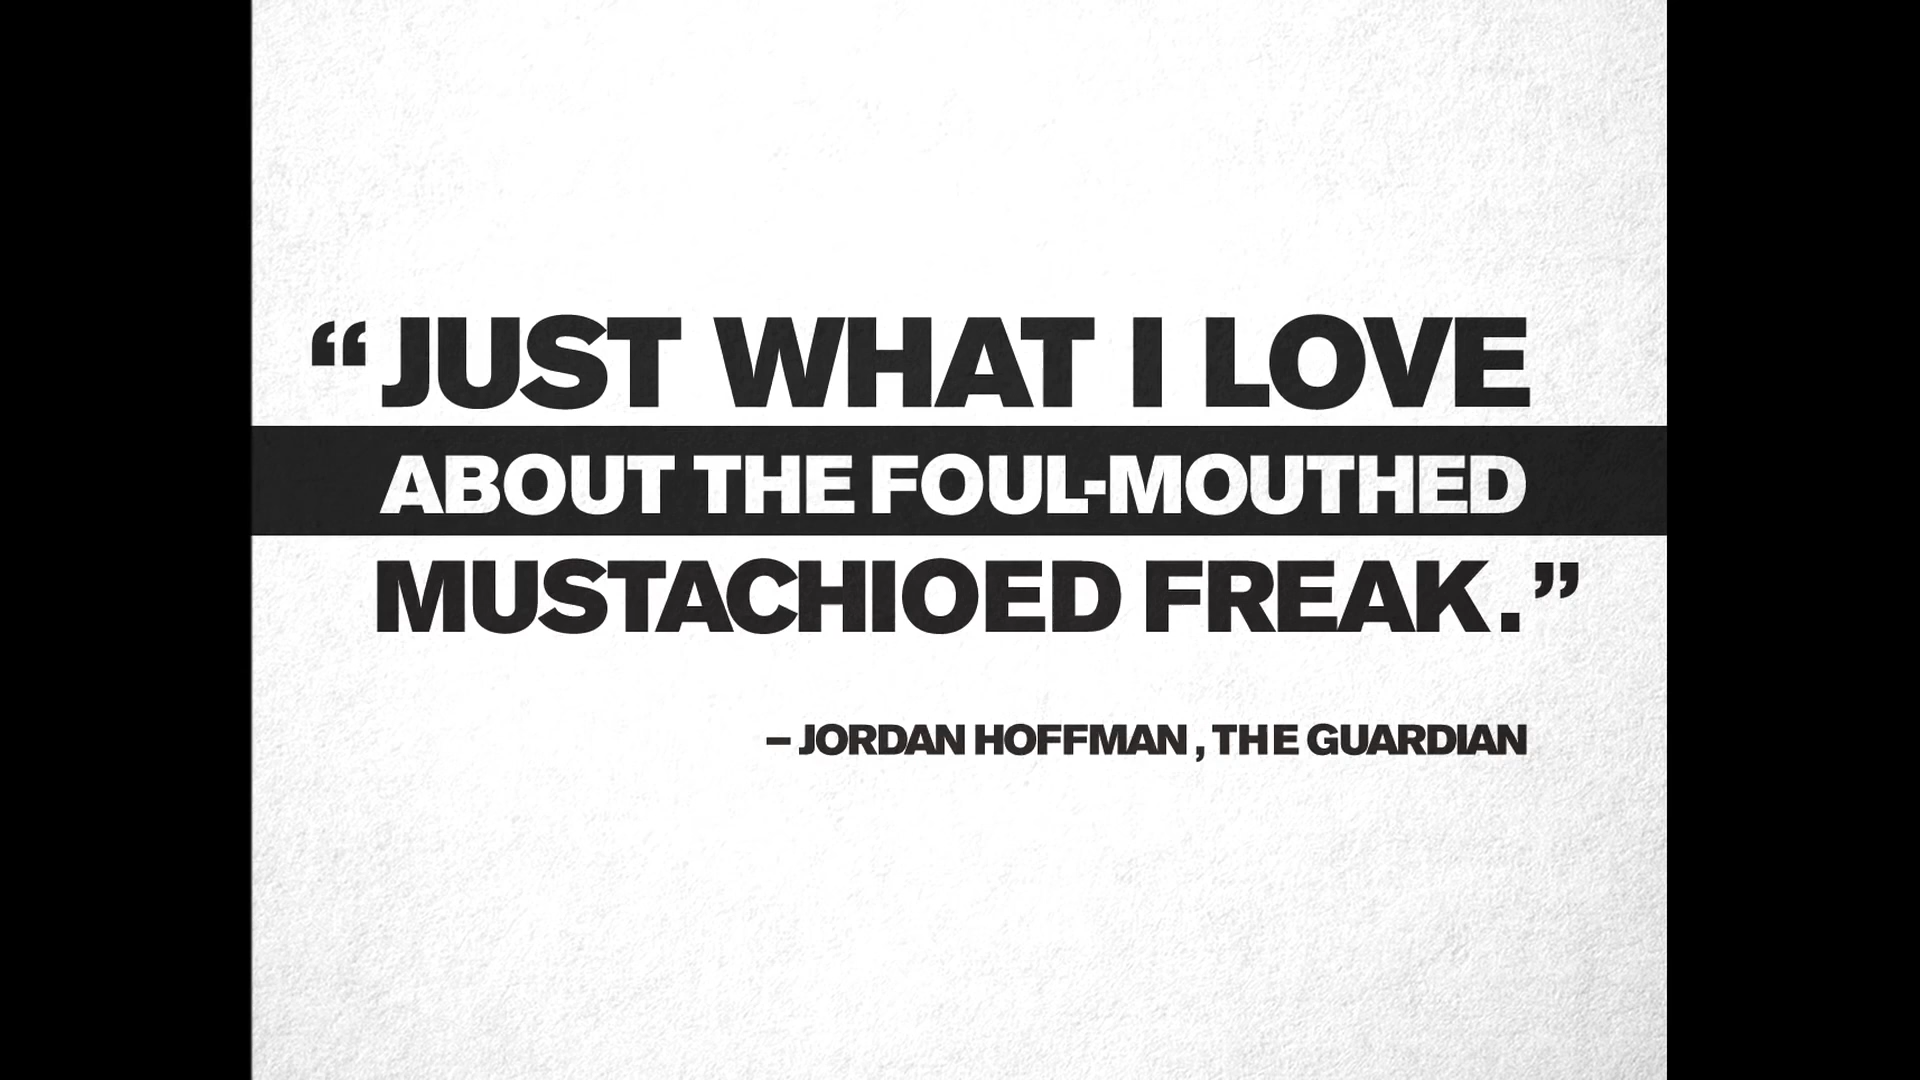 “JUST WHAT I LOVE
ABOUT THE FOUL-MOUTHED
MUSTACHIOED FREAK.”
– JORDAN HOFFMAN, THE GUARDIAN